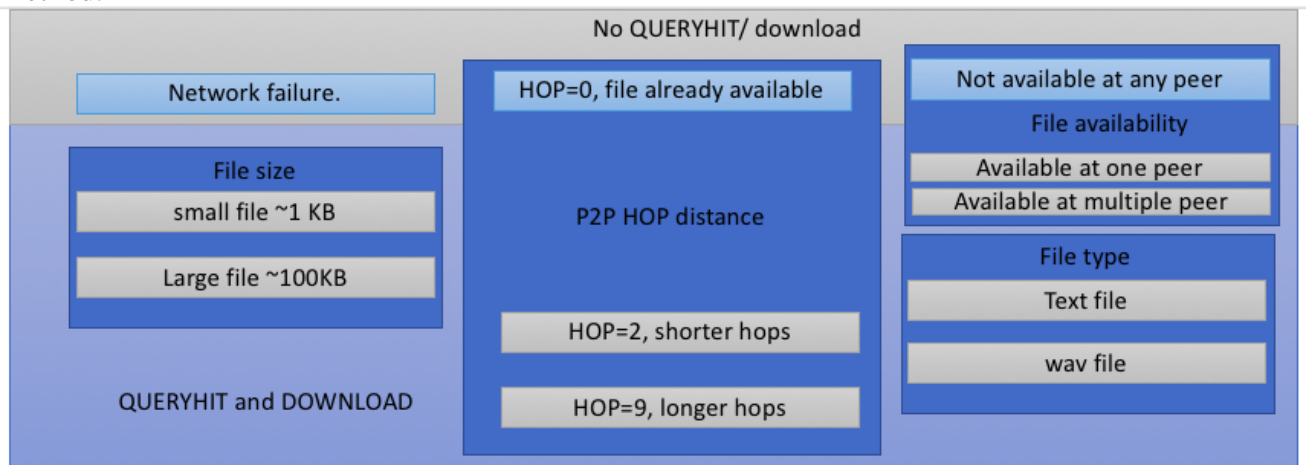 No QUERYHIT/ download
Network failure.
HOP=0, file already available
Not available at any peer
File availability
Available at one peer
Available at multiple peer
File size
small file ~1 KB
Large file ~100KB
P2P HOP distance
File type
Text file
wav file
HOP=2, shorter hops
HOP=9, longer hops
QUERYHIT and DOWNLOAD